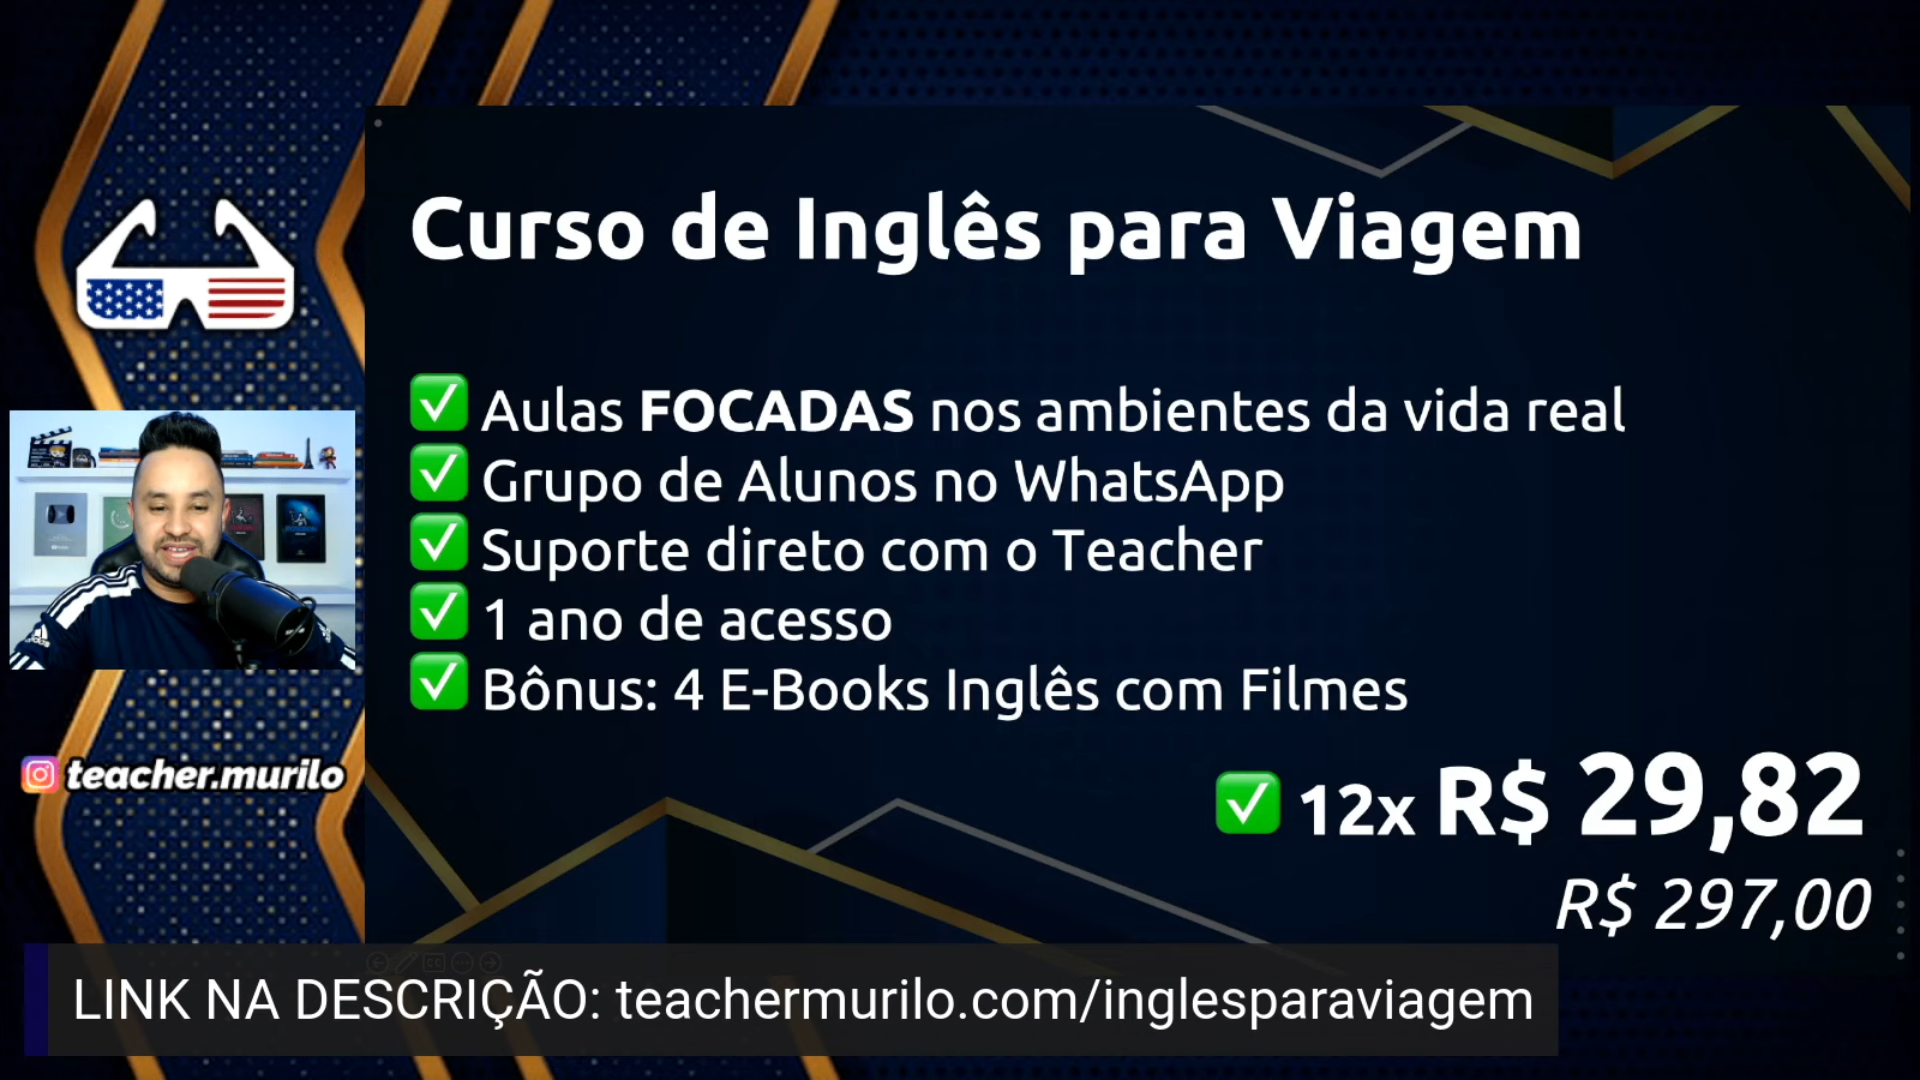 Curso de Inglês para Viagem
✅ Aulas FOCADAS nos ambientes da vida real
✅ Grupo de Alunos no WhatsApp
✅ Suporte direto com o Teacher
✅ 1 ano de acesso
✅ Bônus: 4 E-Books Inglês com Filmes
teacher.murilo
✅ 12x R$ 29,82
R$ 297,00
LINK NA DESCRIÇÃO: teachermurilo.com/inglesparaviagem